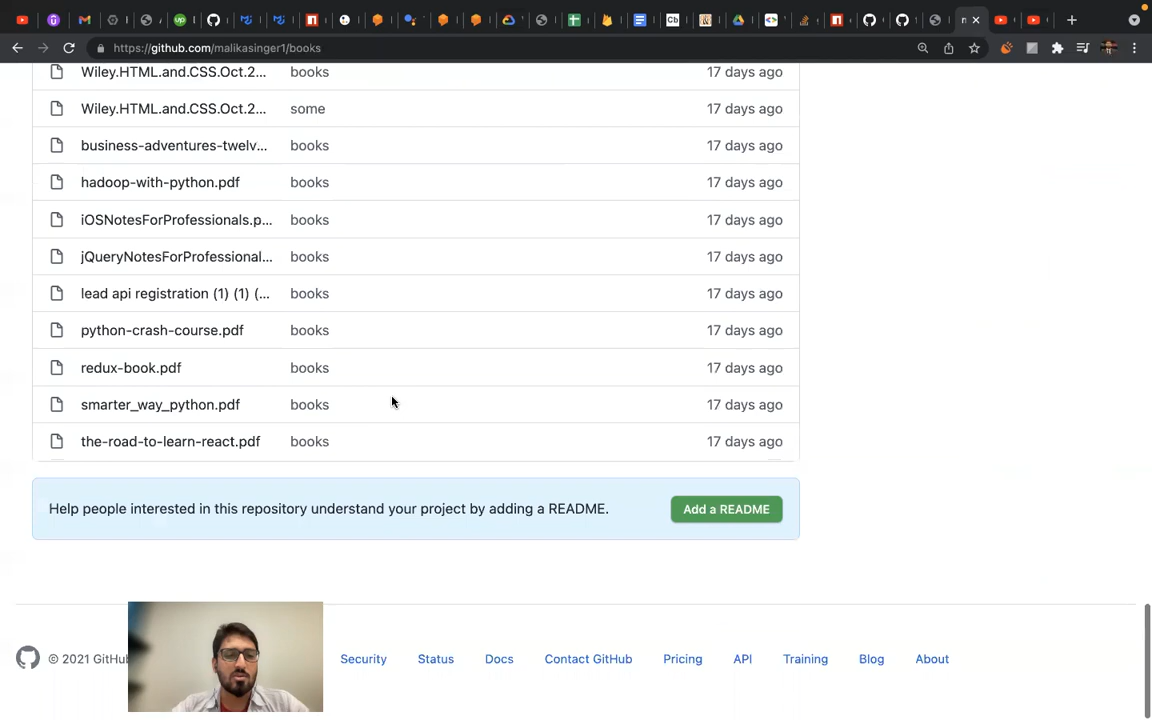 https://github.com/malikasinger1/books
Wiley.HTML.and.CSS.Oct.2... books 17 days ago
Wiley.HTML.and.CSS.Oct.2... some 17 days ago
business-adventures-twelv... books 17 days ago
hadoop-with-python.pdf books 17 days ago
iOSNotesForProfessionals.p... books 17 days ago
jQueryNotesForProfessional... books 17 days ago
lead api registration (1) (1) (... books 17 days ago
python-crash-course.pdf books 17 days ago
redux-book.pdf books 17 days ago
smarter_way_python.pdf books 17 days ago
the-road-to-learn-react.pdf books 17 days ago
Help people interested in this repository understand your project by adding a README. Add a README
© 2021 GitHub Security Status Docs Contact GitHub Pricing API Training Blog About